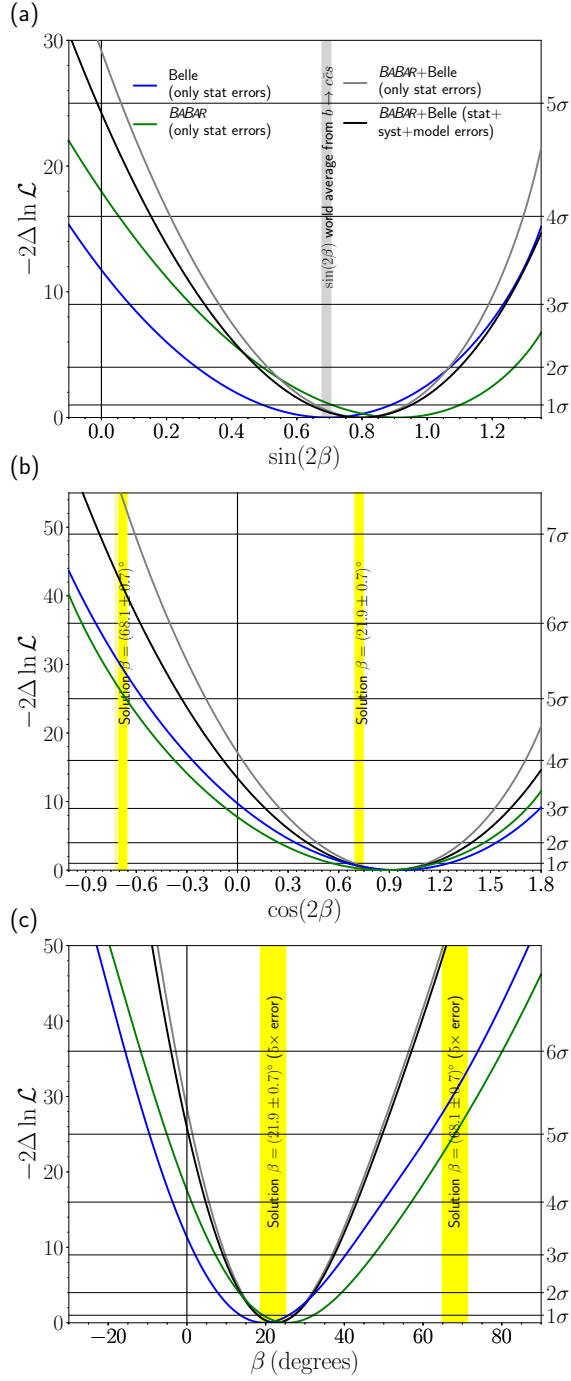 (a)
30
20
10
0
−2Δ ln ℒ
Belle
(only stat errors)
BABAR
(only stat errors)
BABAR+Belle
(only stat errors)
BABAR+Belle (stat+
syst+model errors)
sin(2β) world average from b → cc̄s
5σ
4σ
3σ
2σ
1σ
0.0 0.2 0.4 0.6 0.8 1.0 1.2
sin(2β)
(b)
50
40
30
20
10
0
−2Δ ln ℒ
Solution β = (68.1 ± 0.7)°
Solution β = (21.9 ± 0.7)°
7σ
6σ
5σ
4σ
3σ
2σ
1σ
−0.9 −0.6 −0.3 0.0 0.3 0.6 0.9 1.2 1.5 1.8
cos(2β)
(c)
50
40
30
20
10
0
−2Δ ln ℒ
Solution β = (21.9 ± 0.7)° (5× error)
Solution β = (68.1 ± 0.7)° (5× error)
6σ
5σ
4σ
3σ
2σ
1σ
−20 0 20 40 60 80
β (degrees)